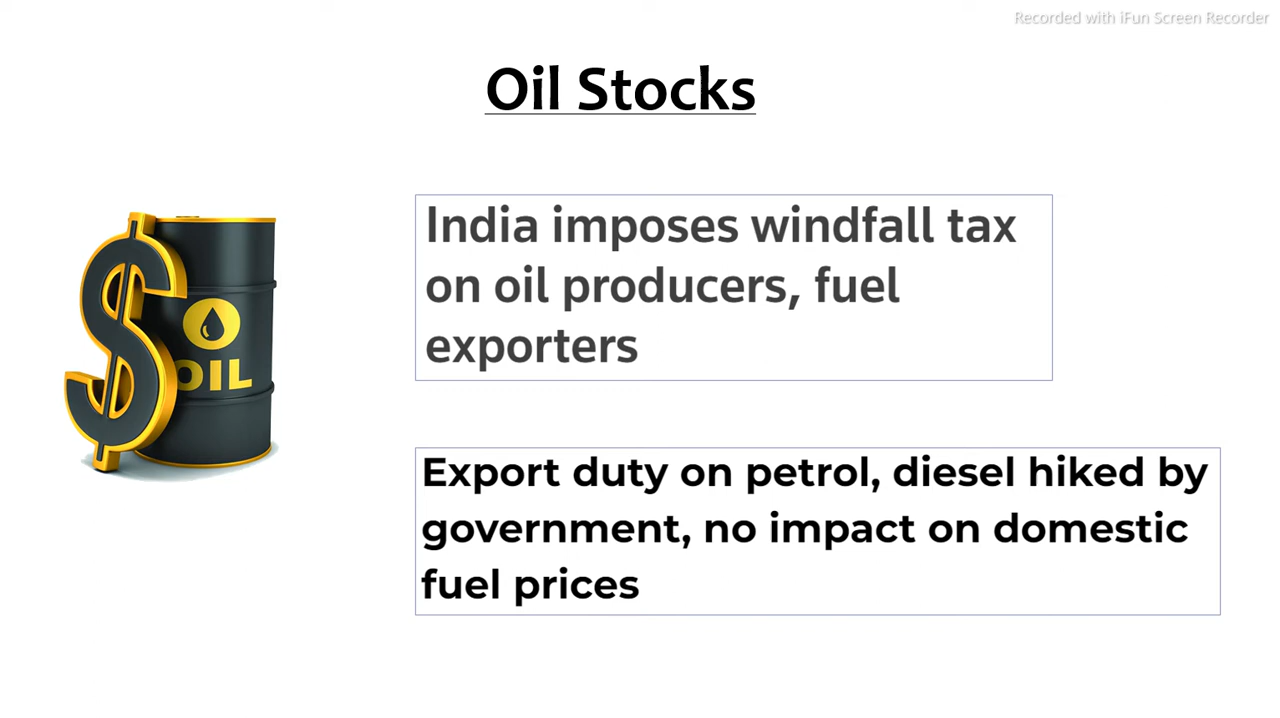 Recorded with iFun Screen Recorder
Oil Stocks
India imposes windfall tax
on oil producers, fuel
exporters
OIL
Export duty on petrol, diesel hiked by
government, no impact on domestic
fuel prices